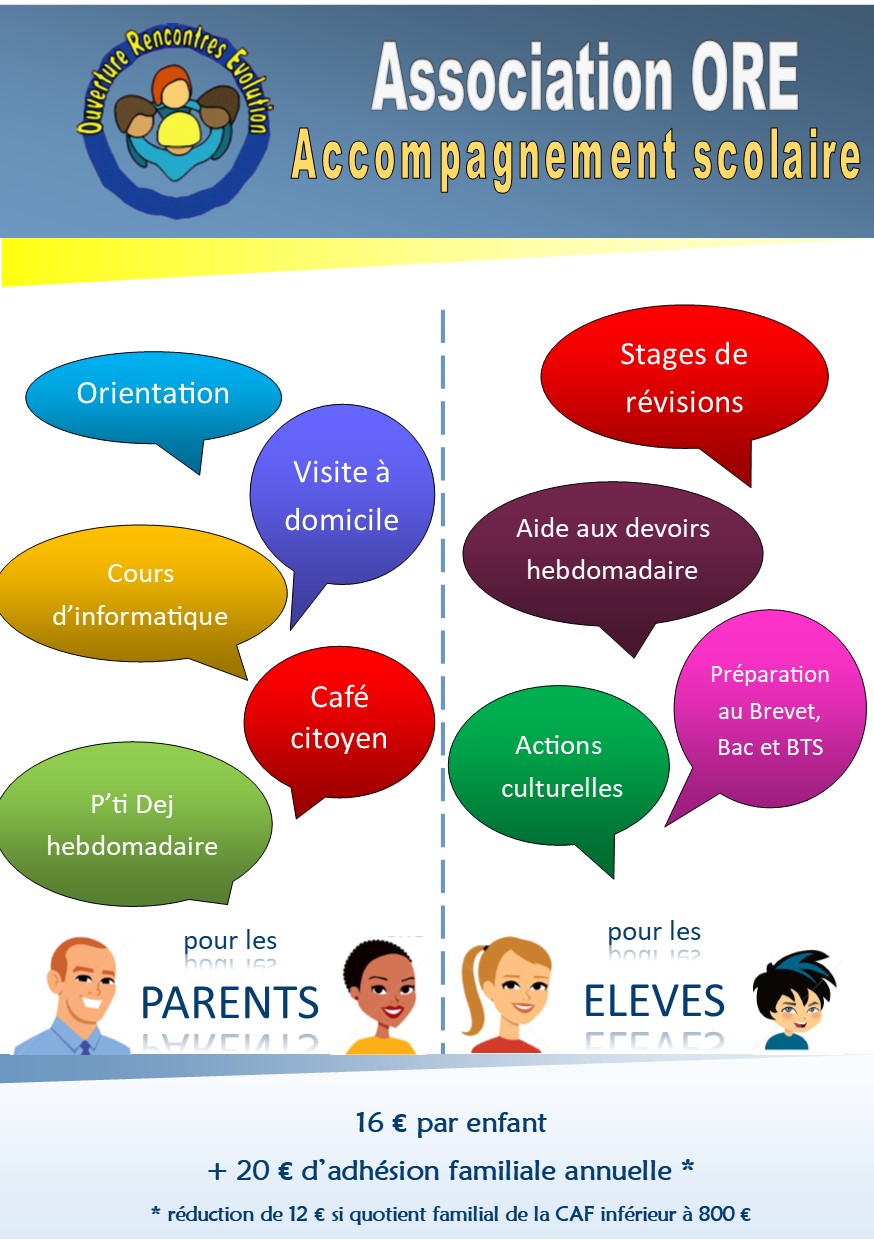 Ouverture Rencontres Evolution
Association ORE
Accompagnement scolaire
Orientation
Visite à
domicile
Cours
d’informatique
Café
citoyen
P’ti Dej
hebdomadaire
pour les
PARENTS
Stages de
révisions
Aide aux devoirs
hebdomadaire
Préparation
au Brevet,
Bac et BTS
Actions
culturelles
pour les
ELEVES
16 € par enfant
+ 20 € d’adhésion familiale annuelle *
* réduction de 12 € si quotient familial de la CAF inférieur à 800 €